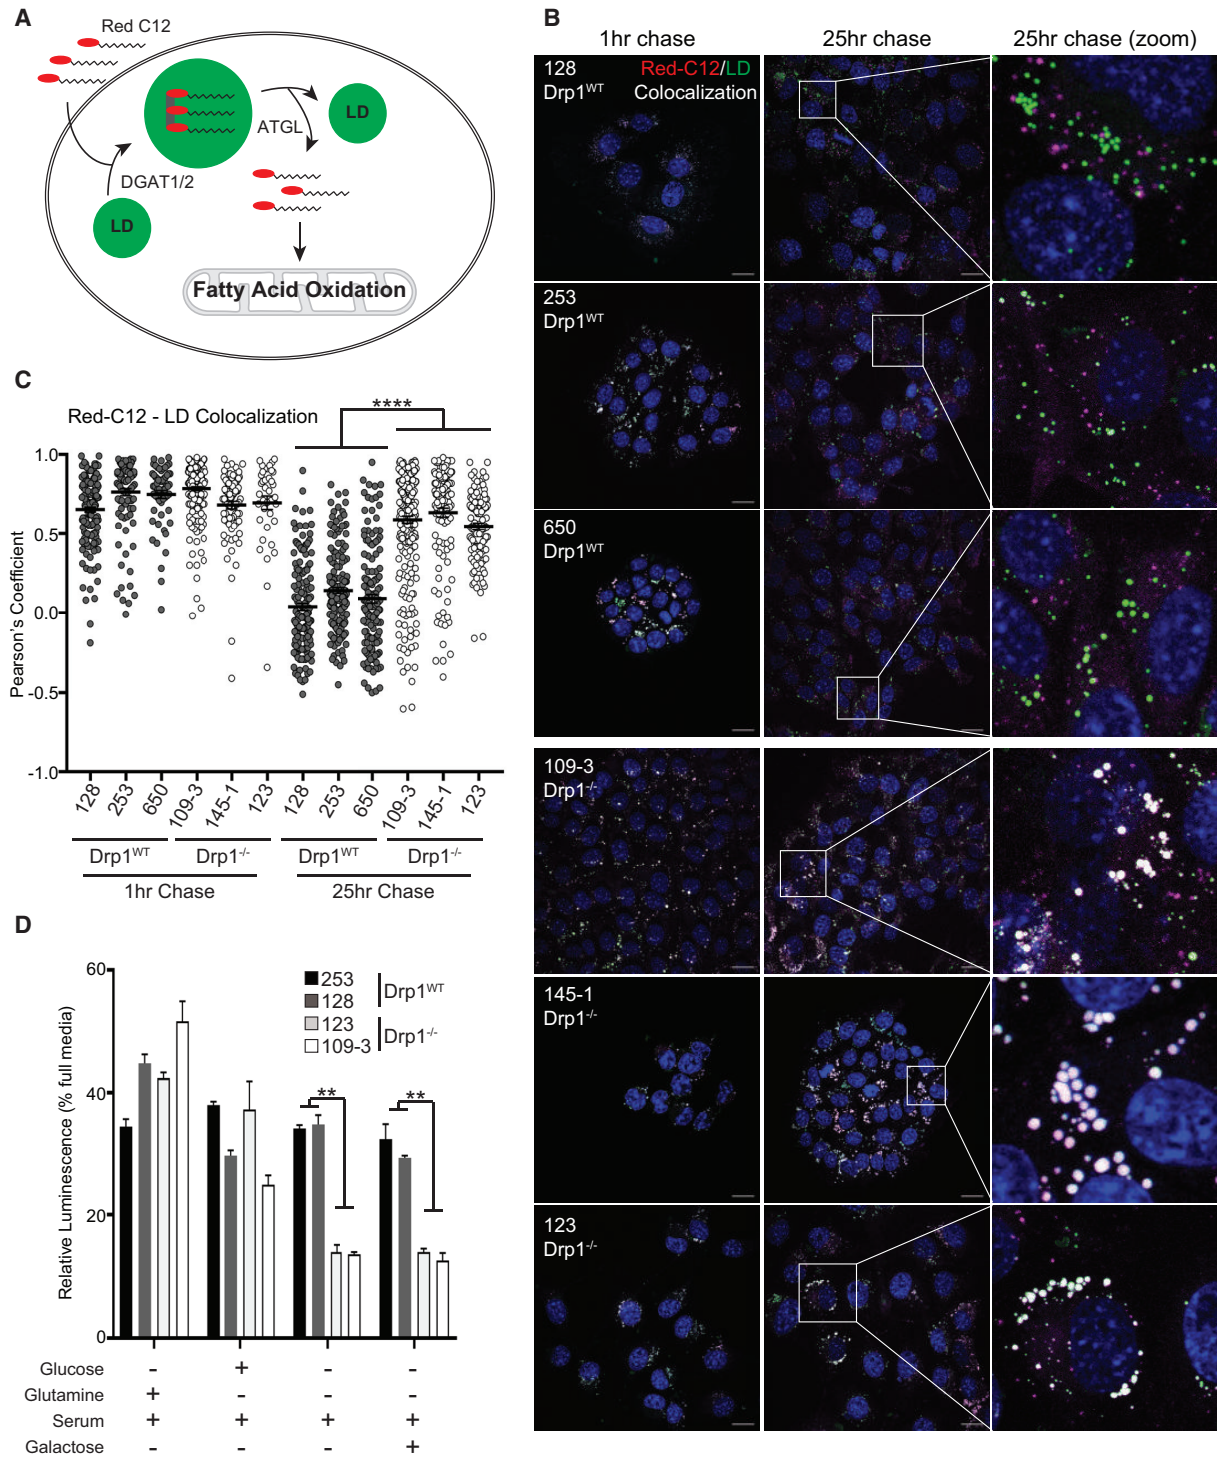 A
Red C12
LD
ATGL
DGAT1/2
LD
Fatty Acid Oxidation
B
1hr chase
25hr chase
25hr chase (zoom)
128
Drp1WT
Red-C12/LD
Colocalization
253
Drp1WT
650
Drp1WT
109-3
Drp1-/-
145-1
Drp1-/-
123
Drp1-/-
C
Red-C12 - LD Colocalization
****
Pearson's Coefficient
1.0
0.5
0.0
-0.5
-1.0
128
253
650
109-3
145-1
123
128
253
650
109-3
145-1
123
Drp1WT
Drp1-/-
Drp1WT
Drp1-/-
1hr Chase
25hr Chase
D
Relative Luminescence (% full media)
60
40
20
0
253
128
Drp1WT
123
109-3
Drp1-/-
**
**
Glucose - + - -
Glutamine + - - -
Serum + + + +
Galactose - - - +